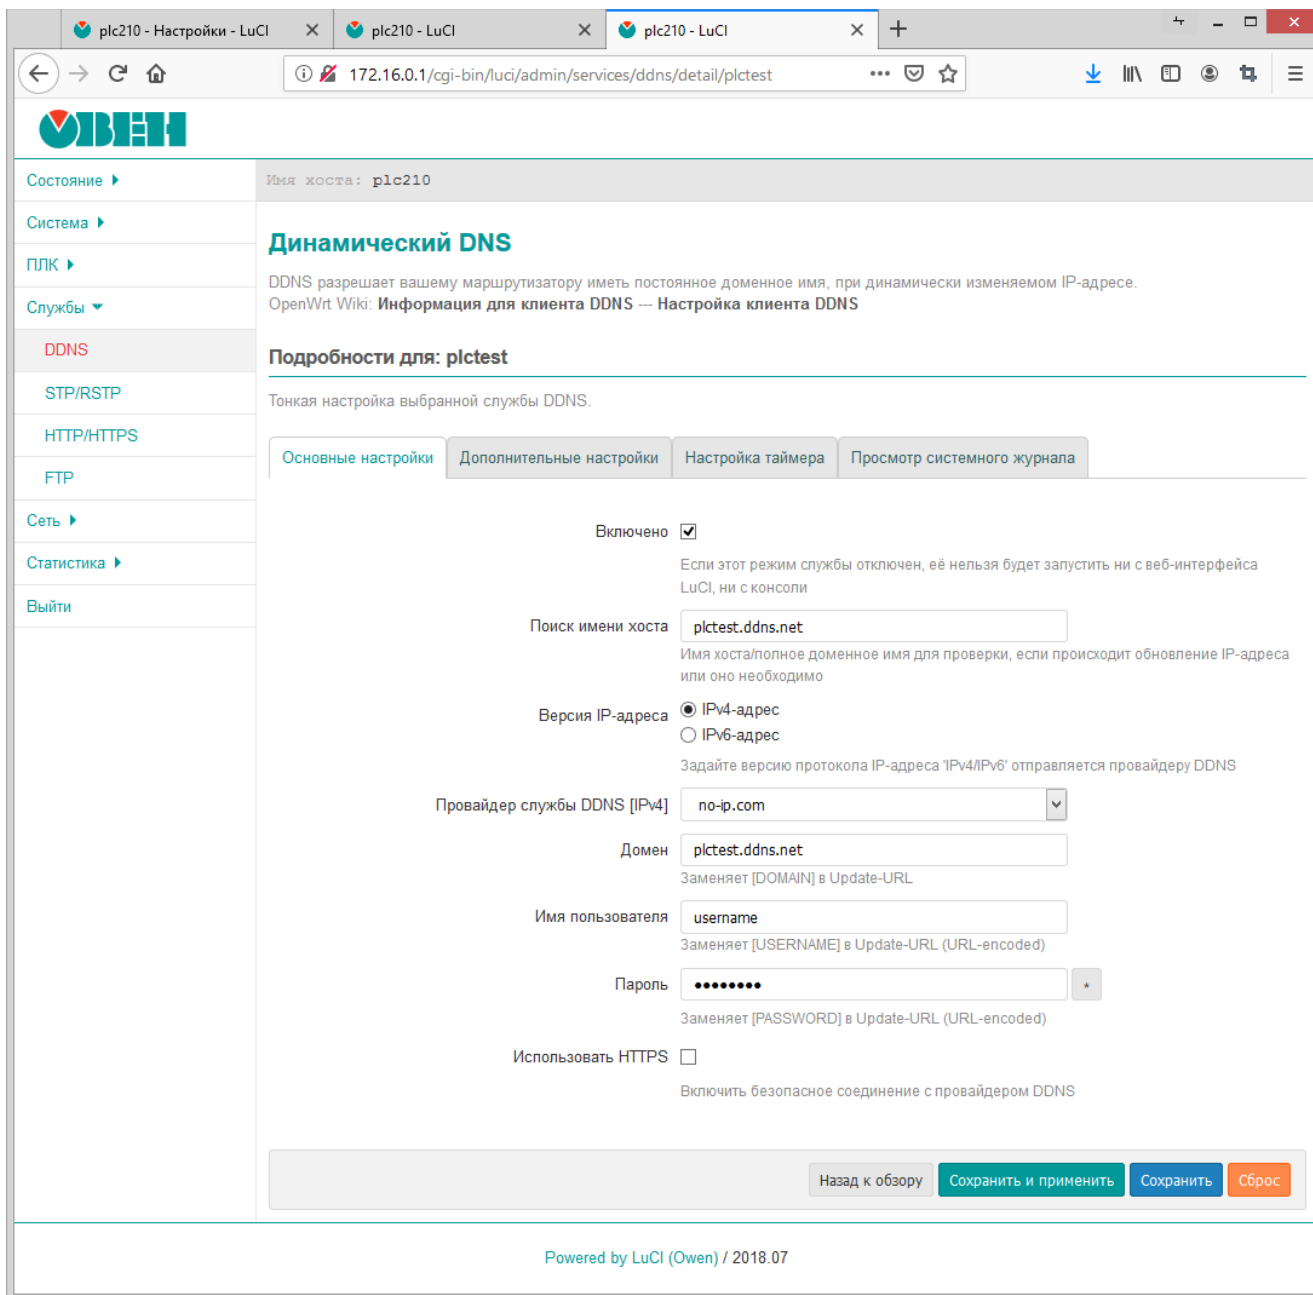 plc210 - Настройки - LuCI
plc210 - LuCI
plc210 - LuCI
172.16.0.1/cgi-bin/luci/admin/services/ddns/detail/plctest
ОВЕН
Состояние
Имя хоста: plc210
Система
ПЛК
Службы
DDNS
STP/RSTP
HTTP/HTTPS
FTP
Сеть
Статистика
Выйти
Динамический DNS
DDNS разрешает вашему маршрутизатору иметь постоянное доменное имя, при динамически изменяемом IP-адресе.
OpenWrt Wiki: Информация для клиента DDNS --- Настройка клиента DDNS
Подробности для: plctest
Тонкая настройка выбранной службы DDNS.
Основные настройки
Дополнительные настройки
Настройка таймера
Просмотр системного журнала
Включено
Если этот режим службы отключен, её нельзя будет запустить ни с веб-интерфейса
LuCI, ни с консоли
Поиск имени хоста
plctest.ddns.net
Имя хоста/полное доменное имя для проверки, если происходит обновление IP-адреса
или оно необходимо
Версия IP-адреса
IPv4-адрес
IPv6-адрес
Задайте версию протокола IP-адреса 'IPv4/IPv6' отправляется провайдеру DDNS
Провайдер службы DDNS [IPv4]
no-ip.com
Домен
plctest.ddns.net
Заменяет [DOMAIN] в Update-URL
Имя пользователя
username
Заменяет [USERNAME] в Update-URL (URL-encoded)
Пароль
••••••••
*
Заменяет [PASSWORD] в Update-URL (URL-encoded)
Использовать HTTPS
Включить безопасное соединение с провайдером DDNS
Назад к обзору
Сохранить и применить
Сохранить
Сброс
Powered by LuCI (Owen) / 2018.07